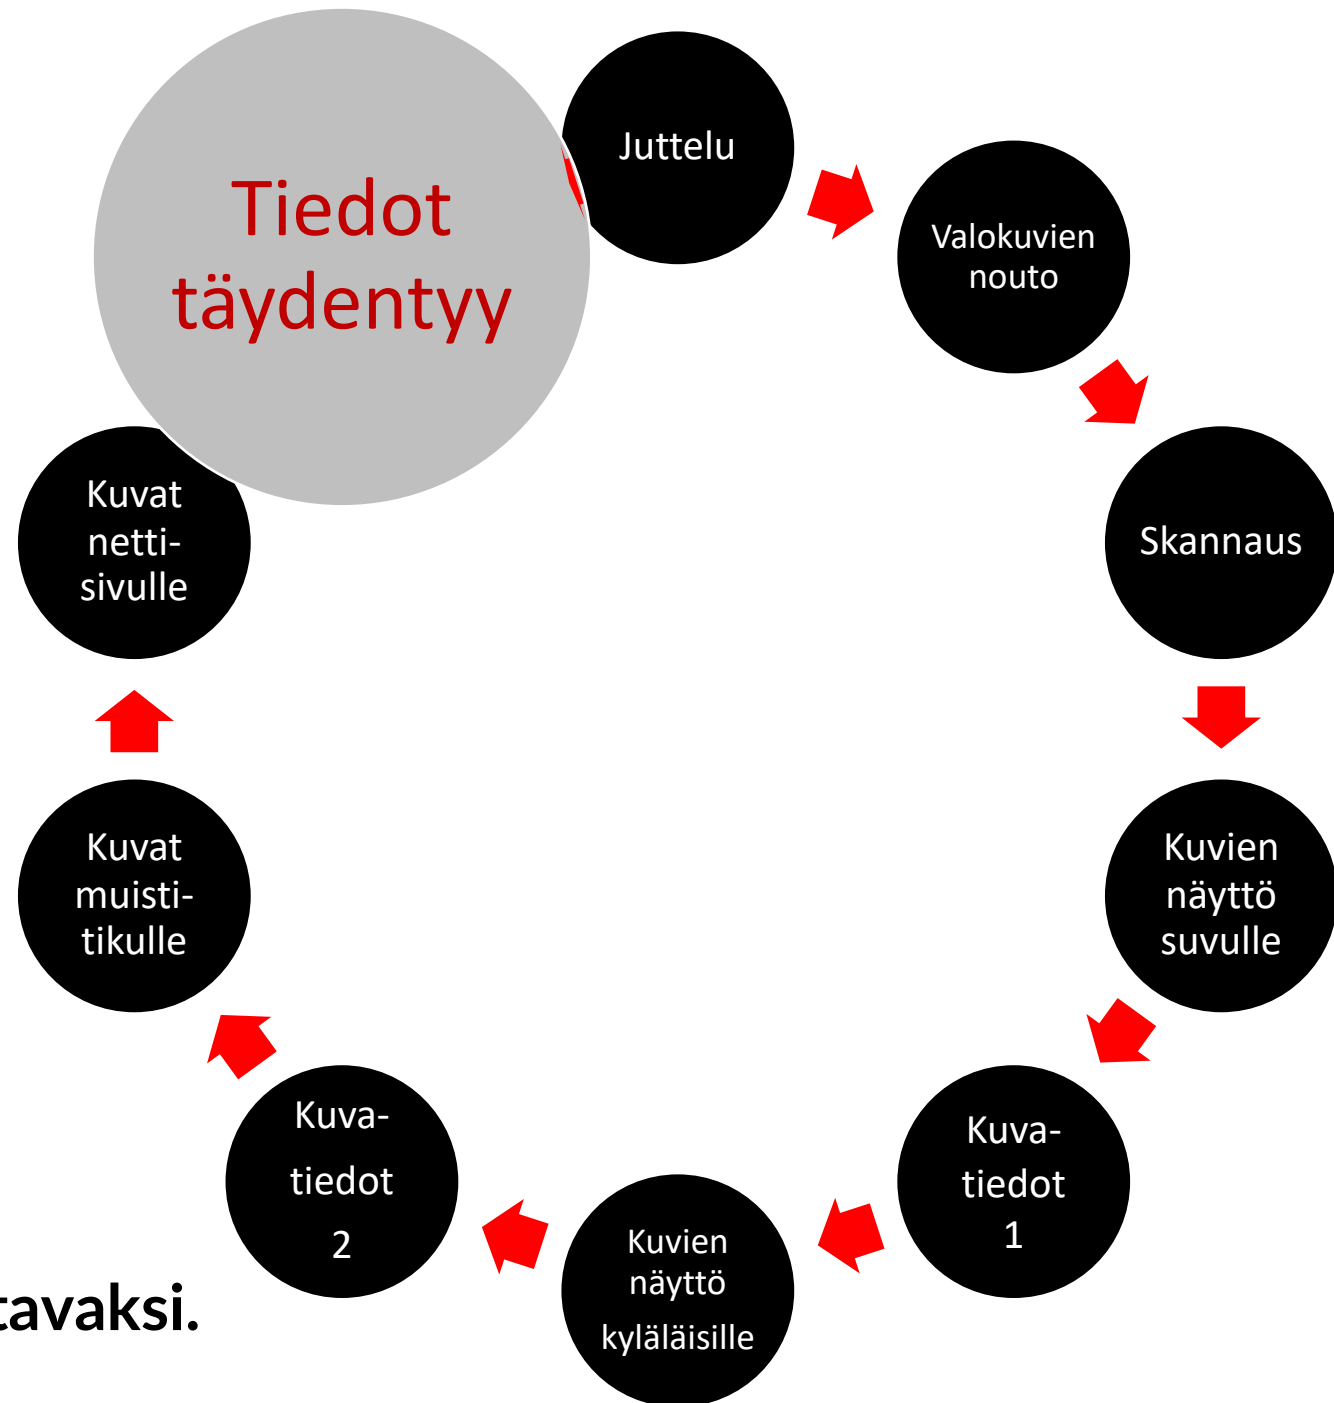 Tiedot
täydentyy
Juttelu
Valokuvien
nouto
Skannaus
Kuvien
näyttö
suvulle
Kuva-
tiedot
1
Kuvien
näyttö
kyläläisille
Kuva-
tiedot
2
Kuvat
muisti-
tikulle
Kuvat
netti-
sivulle
tavaksi.